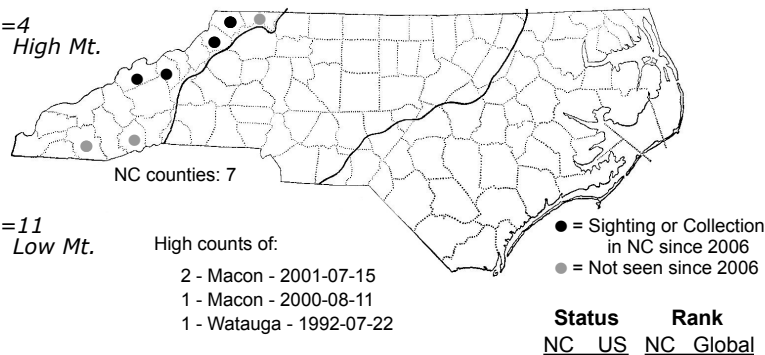 =4
High Mt.
NC counties: 7
=11
Low Mt.
High counts of:
2 - Macon - 2001-07-15
1 - Macon - 2000-08-11
1 - Watauga - 1992-07-22
= Sighting or Collection
in NC since 2006
= Not seen since 2006
Status Rank
NC US NC Global